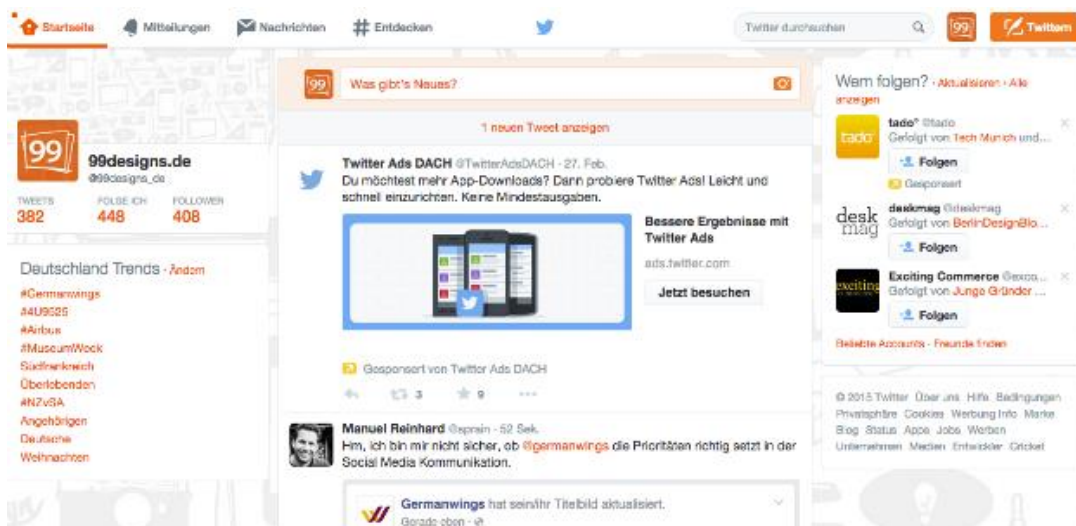 Startseite Mitteilungen Nachrichten Entdecken Twitter durchsuchen 99 Twittern
99
99designs.de
@99designs_de
TWEETS FOLGE ICH FOLLOWER
382 448 408
Deutschland Trends · Ändern
#Germanwings
#4U9525
#Airbus
#MuseumWeek
Südfrankreich
Überlebenden
#NZvSA
Angehörigen
Deutsche
Weihnachten
99 Was gibt's Neues?
1 neuen Tweet anzeigen
Twitter Ads DACH @TwitterAdsDACH · 27. Feb.
Du möchtest mehr App-Downloads? Dann probiere Twitter Ads! Leicht und
schnell einzurichten. Keine Mindestausgaben.
Bessere Ergebnisse mit
Twitter Ads
ads.twitter.com
Jetzt besuchen
Gesponsert von Twitter Ads DACH
3 9
Manuel Reinhard @sprain · 52 Sek.
Hm, ich bin mir nicht sicher, ob @germanwings die Prioritäten richtig setzt in der
Social Media Kommunikation.
Germanwings hat sein/ihr Titelbild aktualisiert.
Gerade eben ·
Wem folgen? · Aktualisieren · Alle
anzeigen
tado° @tado
tado°
Gefolgt von Tech Munich und...
Folgen
Gesponsert
deskmag @deskmag
desk
mag
Gefolgt von BerlinDesignBlo...
Folgen
Exciting Commerce @exco...
exciting
Gefolgt von Junge Gründer ...
Folgen
Beliebte Accounts · Freunde finden
© 2015 Twitter Über uns Hilfe Bedingungen
Privatsphäre Cookies Werbung Info Marke
Blog Status Apps Jobs Werben
Unternehmen Medien Entwickler Cricket